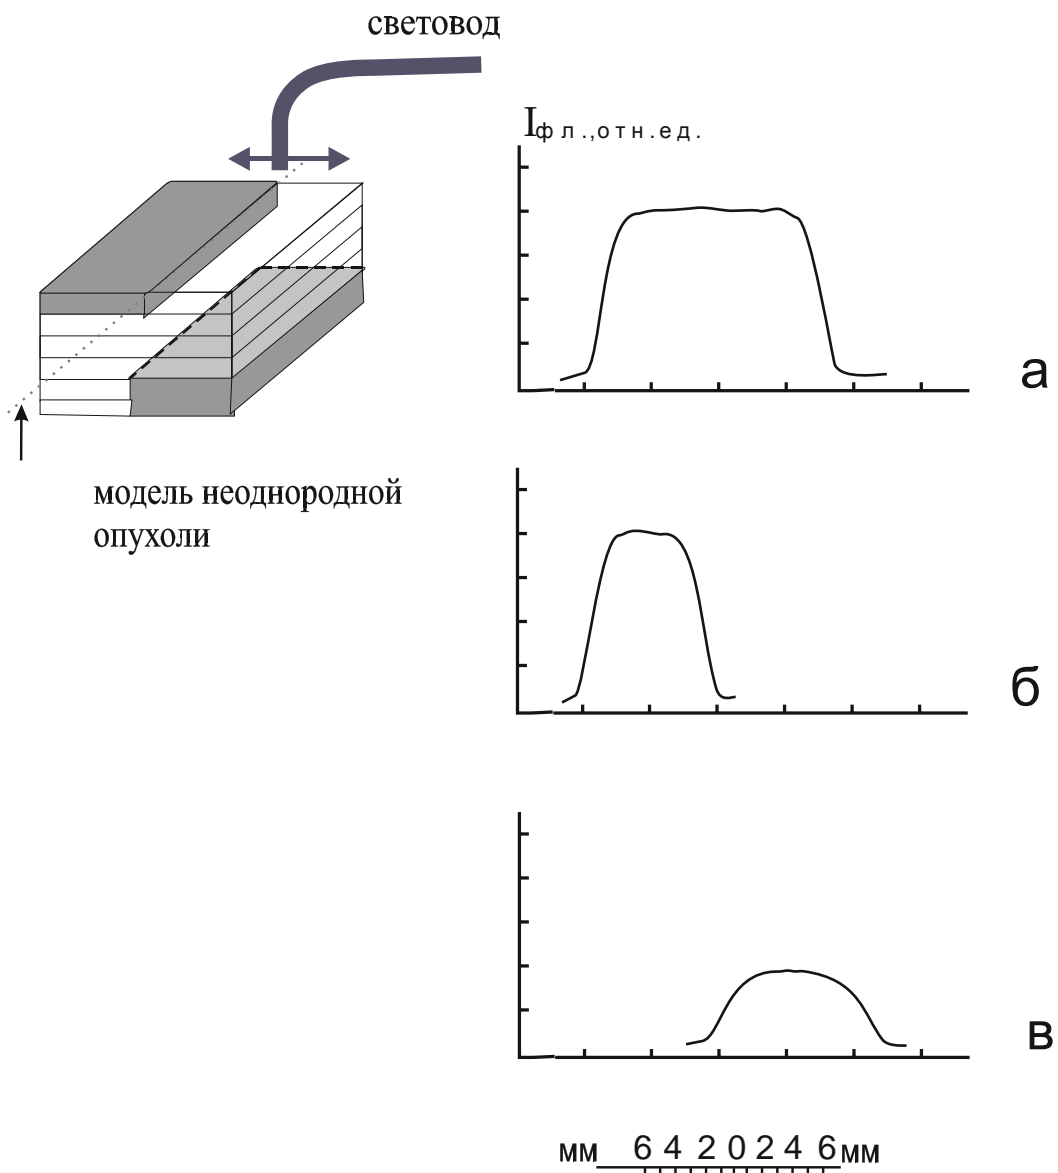 световод
Iфл.,отн.ед.
а
модель неоднородной
опухоли
б
в
мм 6 4 2 0 2 4 6 мм